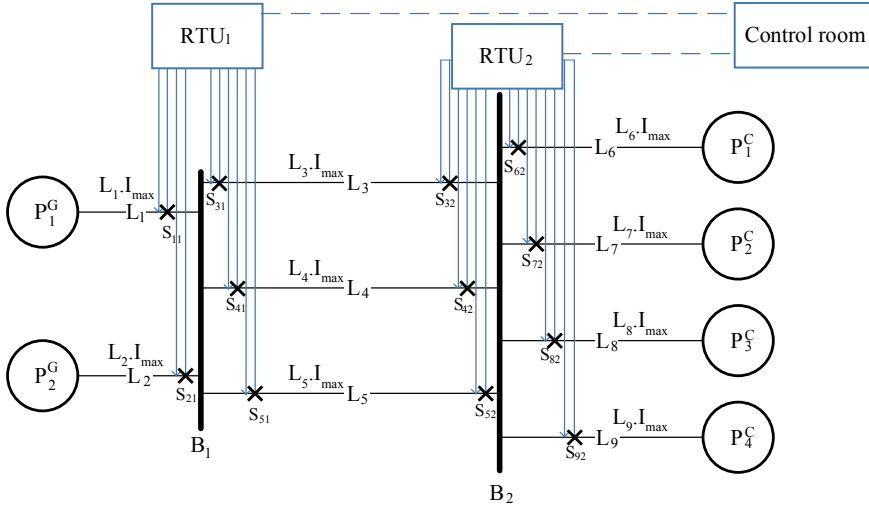 RTU₁
RTU₂
Control room
L₆.Iₘₐₓ
L₆
P₁ᶜ
S₆₂
L₃.Iₘₐₓ
L₃
S₃₁
S₃₂
L₁.Iₘₐₓ
P₁ᴳ
L₁
S₁₁
L₇.Iₘₐₓ
L₇
P₂ᶜ
S₇₂
L₄.Iₘₐₓ
L₄
S₄₁
S₄₂
L₈.Iₘₐₓ
L₈
P₃ᶜ
S₈₂
L₂.Iₘₐₓ
P₂ᴳ
L₂
S₂₁
L₅.Iₘₐₓ
L₅
S₅₁
S₅₂
L₉.Iₘₐₓ
L₉
P₄ᶜ
S₉₂
B₁
B₂